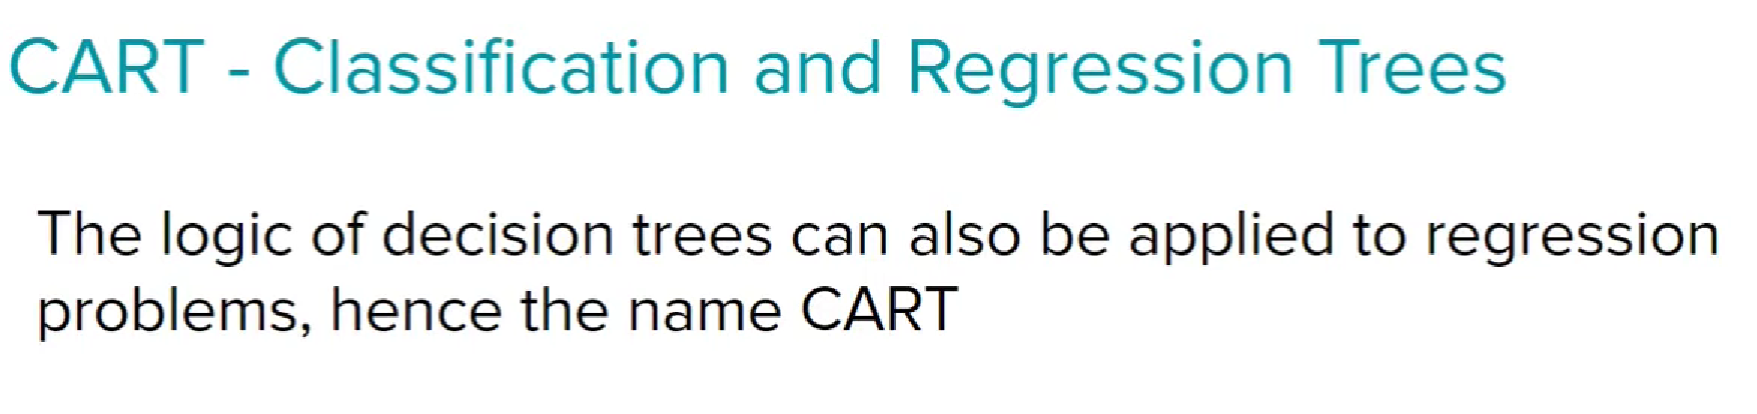 CART - Classification and Regression Trees
The logic of decision trees can also be applied to regression
problems, hence the name CART